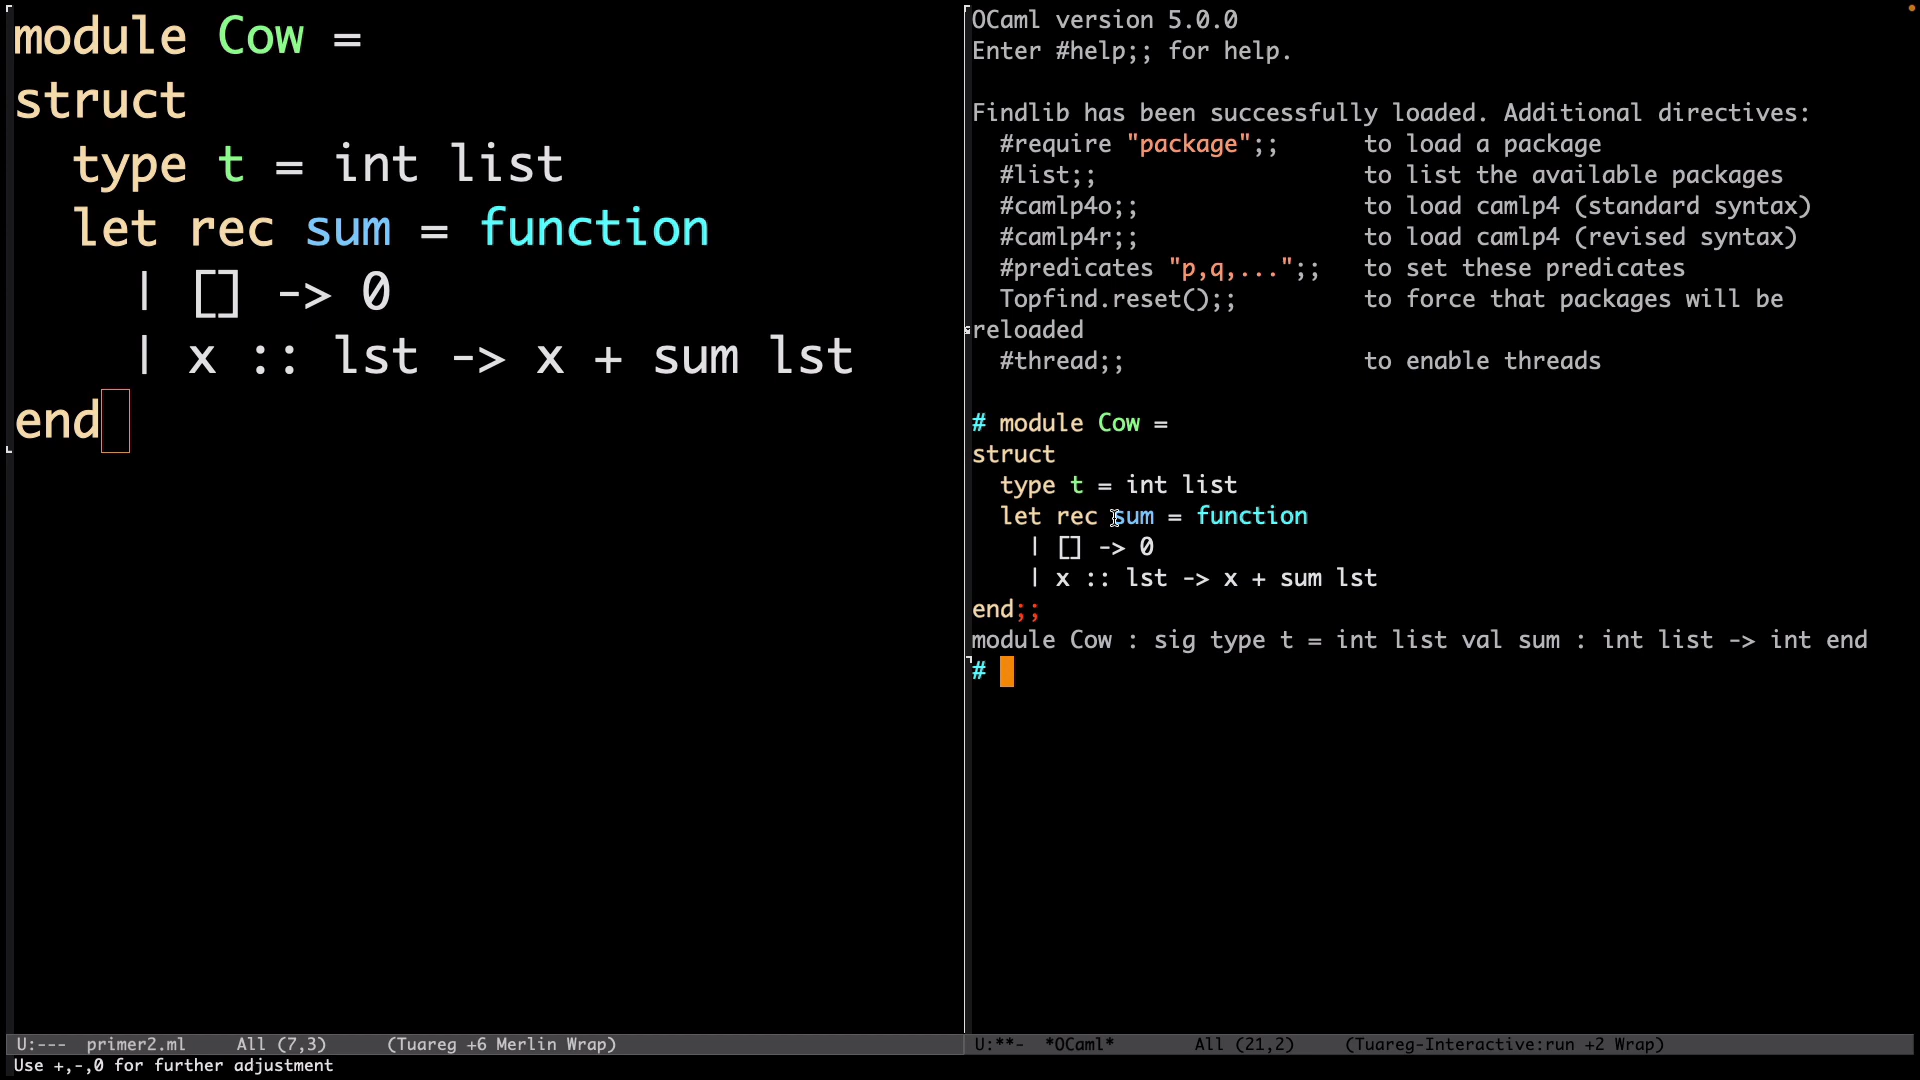 module Cow =
struct
  type t = int list
  let rec sum = function
    | [] -> 0
    | x :: lst -> x + sum lst
end
U:---  primer2.ml     All (7,3)     (Tuareg +6 Merlin Wrap)
Use +,-,0 for further adjustment
OCaml version 5.0.0
Enter #help;; for help.
Findlib has been successfully loaded. Additional directives:
  #require "package";;      to load a package
  #list;;                   to list the available packages
  #camlp4o;;                to load camlp4 (standard syntax)
  #camlp4r;;                to load camlp4 (revised syntax)
  #predicates "p,q,...";;   to set these predicates
  Topfind.reset();;         to force that packages will be
reloaded
  #thread;;                 to enable threads
# module Cow =
struct
  type t = int list
  let rec sum = function
    | [] -> 0
    | x :: lst -> x + sum lst
end;;
module Cow : sig type t = int list val sum : int list -> int end
#
U:**-  *OCaml*      All (21,2)    (Tuareg-Interactive:run +2 Wrap)